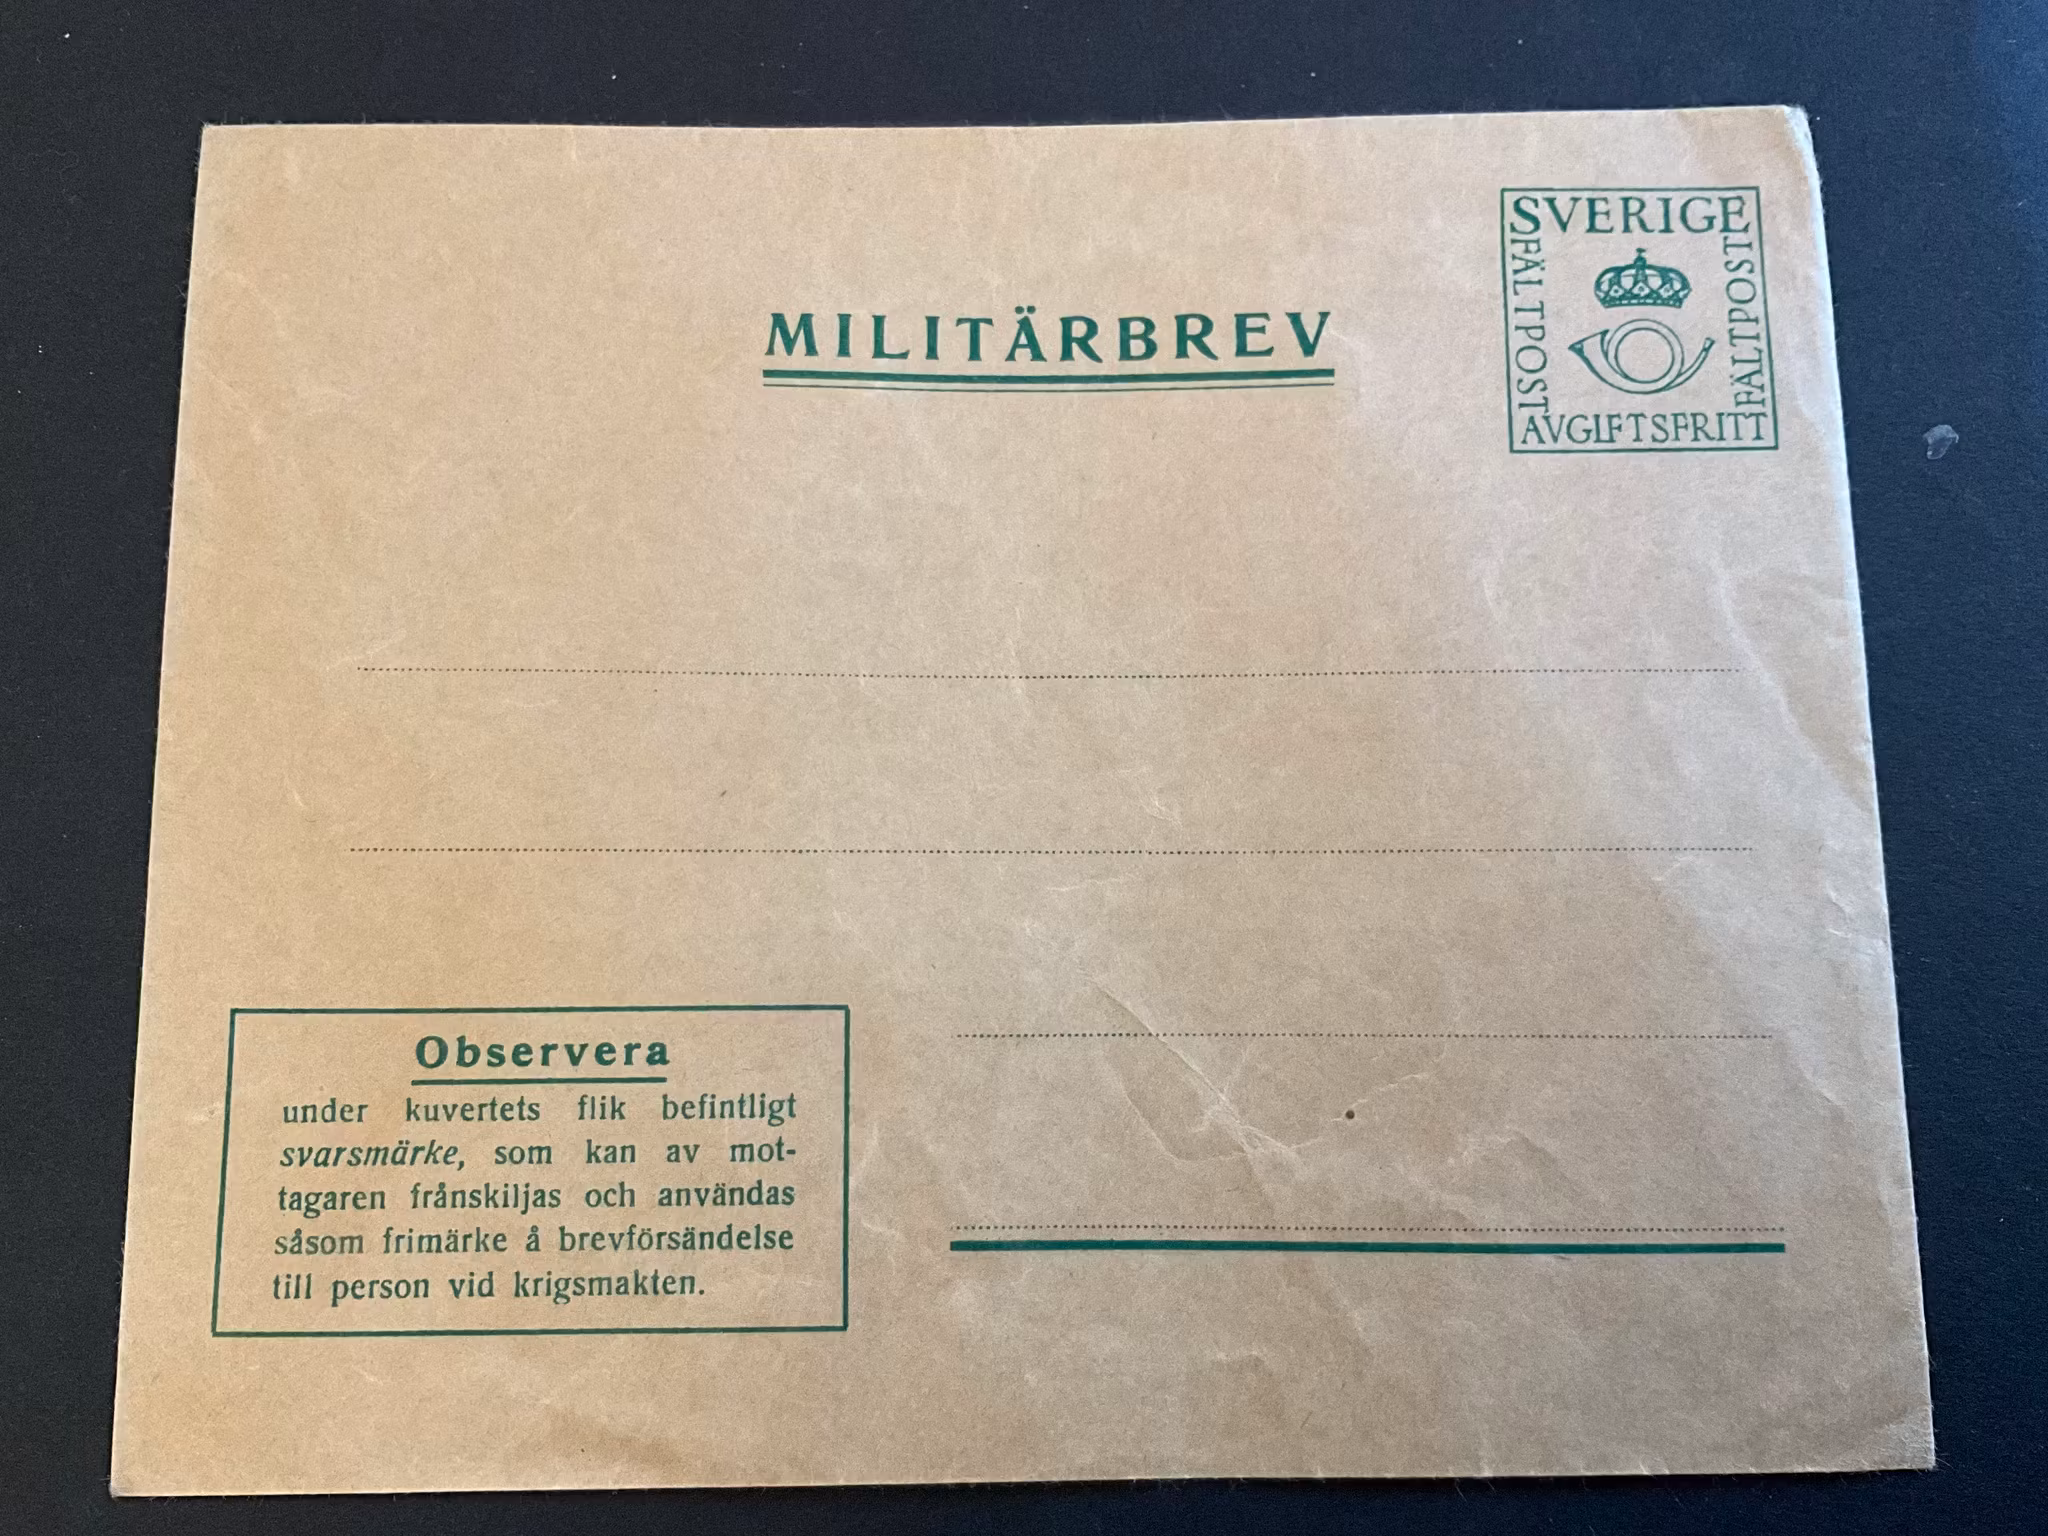 SVERIGE
FÄLTPOST
FÄLTPOST
AVGIFTSFRITT
MILITÄRBREV
Observera
under kuvertets flik befintligt
svarsmärke, som kan av mot-
tagaren frånskiljas och användas
såsom frimärke å brevförsändelse
till person vid krigsmakten.